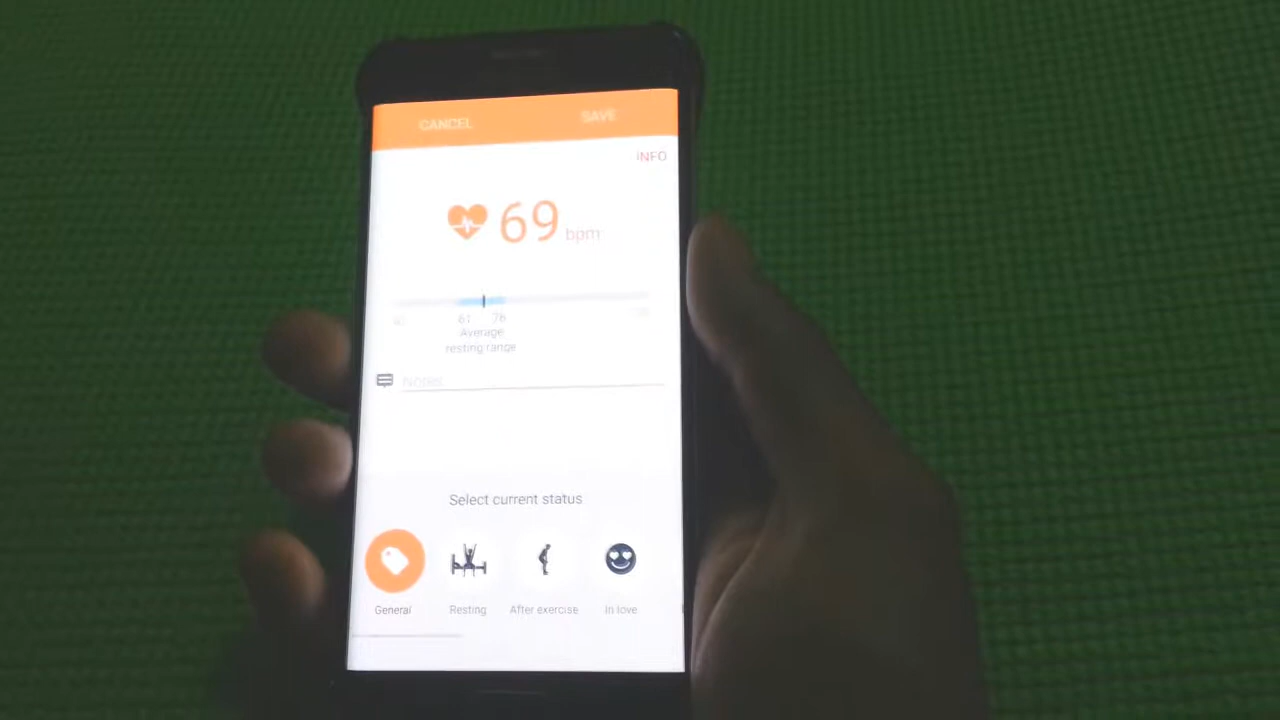 CANCEL SAVE
INFO
69 bpm
61 76
Average
resting range
Notes
Select current status
General Resting After exercise In love